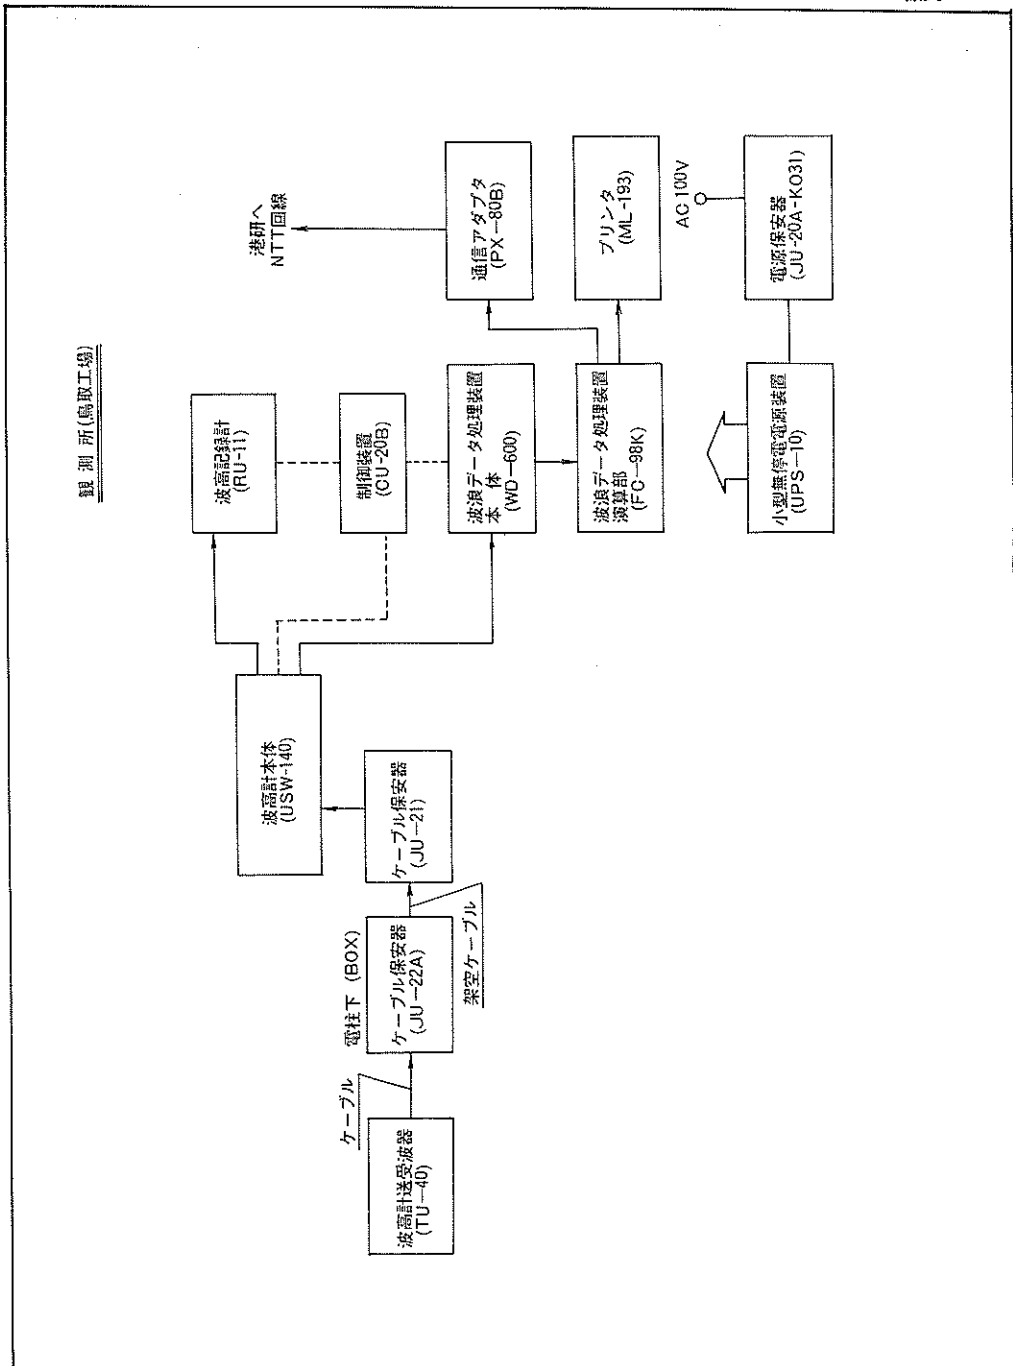 観測所(鳥取工場)
波高計送受波器
(TU-40)
ケーブル
電柱下 (BOX)
ケーブル保安器
(JU-22A)
架空ケーブル
ケーブル保安器
(JU-21)
波高計本体
(USW-140)
波高記録計
(RU-11)
制御装置
(CU-20B)
波浪データ処理装置
本 体
(WD-600)
波浪データ処理装置
演算部
(FC-98K)
小型無停電電源装置
(UPS-10)
港研へ
NTT回線
通信アダプタ
(PX-80B)
プリンタ
(ML-193)
AC 100V
電源保安器
(JU-20A-KO31)